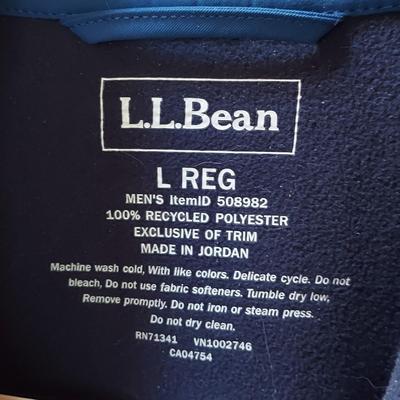 L.L.Bean
L REG
MEN'S ItemID 508982
100% RECYCLED POLYESTER
EXCLUSIVE OF TRIM
MADE IN JORDAN
Machine wash cold, With like colors. Delicate cycle. Do not
bleach, Do not use fabric softeners. Tumble dry low,
Remove promptly. Do not iron or steam press.
Do not dry clean.
RN71341 VN1002746
CA04754